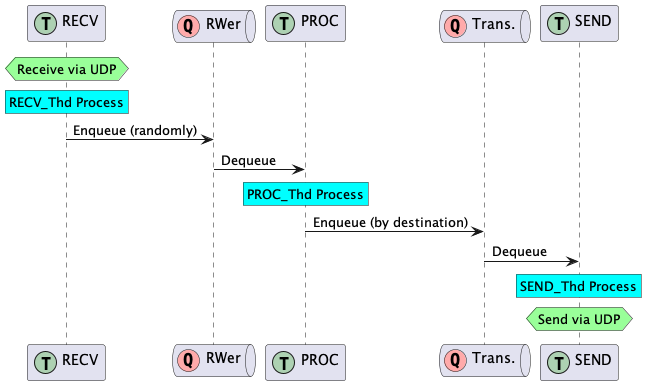 T RECV
Q RWer
T PROC
Q Trans.
T SEND
Receive via UDP
RECV_Thd Process
Enqueue (randomly)
Dequeue
PROC_Thd Process
Enqueue (by destination)
Dequeue
SEND_Thd Process
Send via UDP
T RECV
Q RWer
T PROC
Q Trans.
T SEND